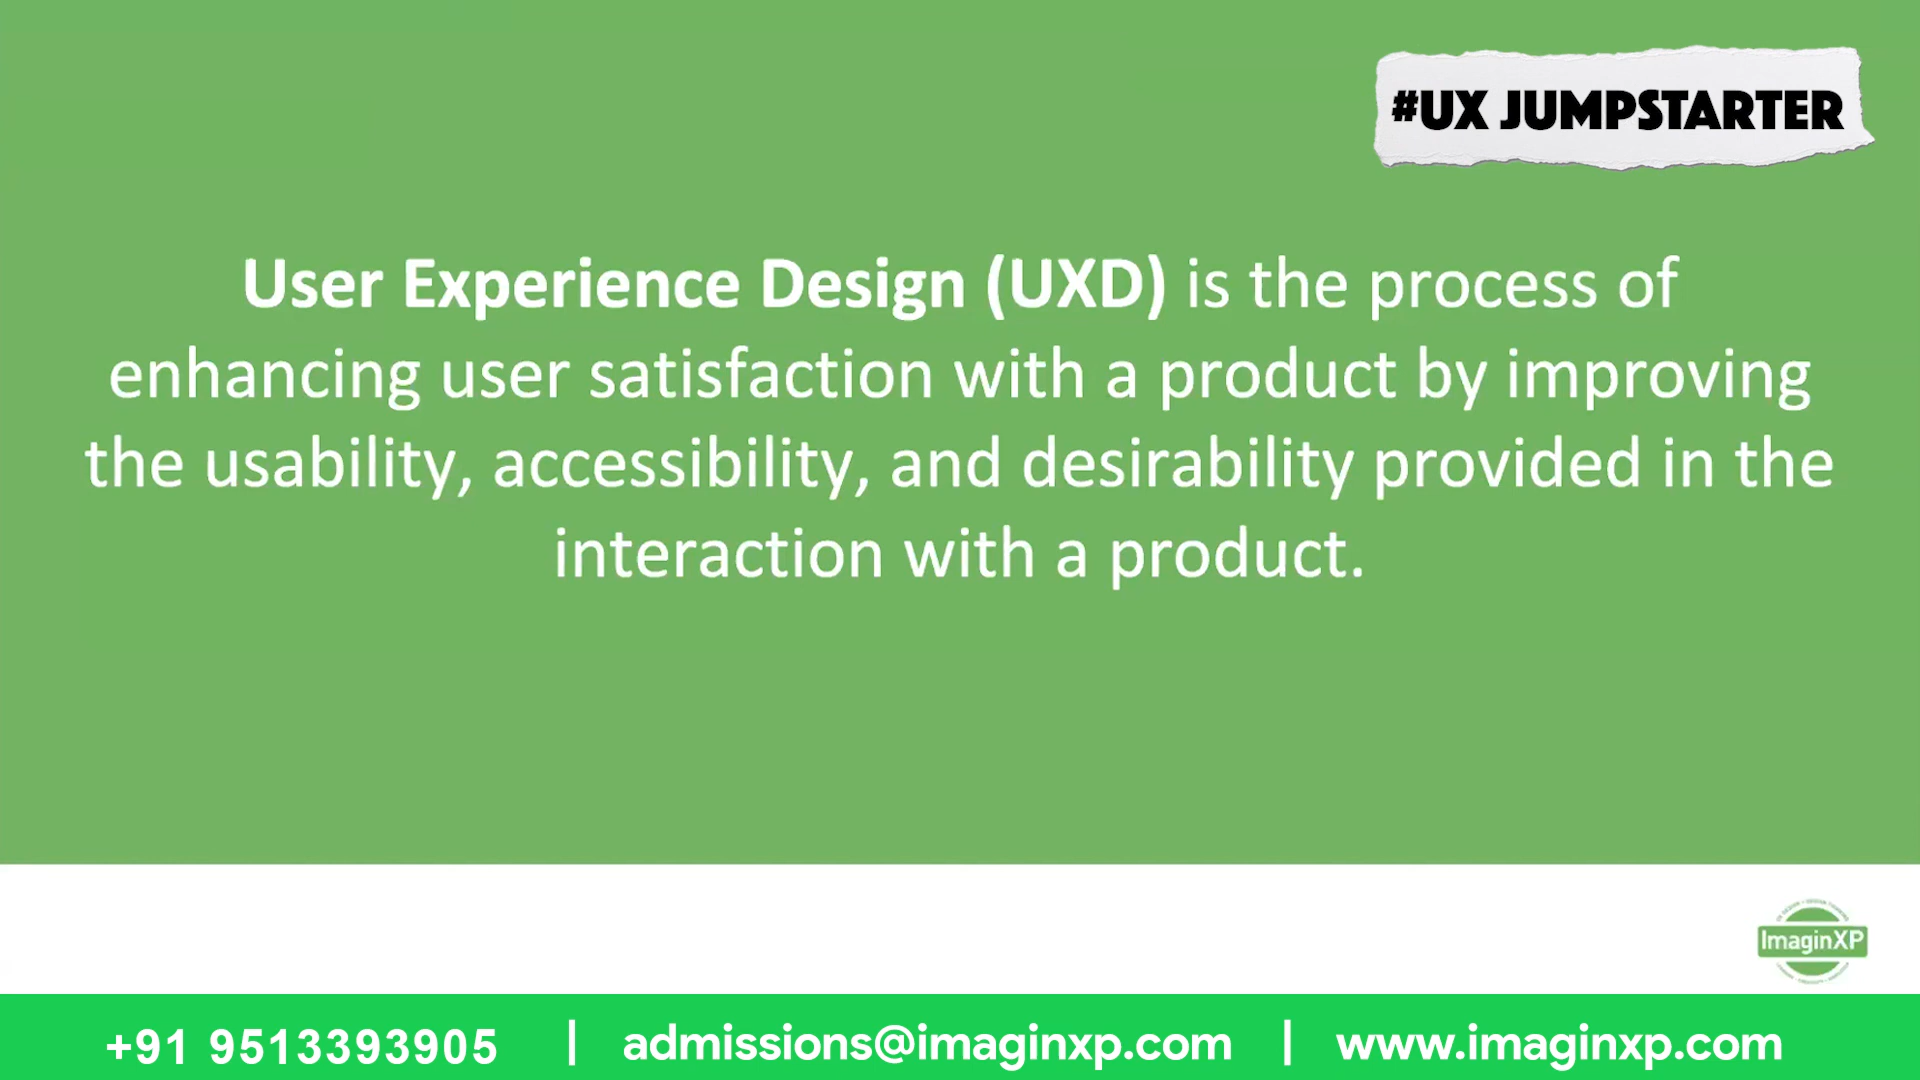 #UX JUMPSTARTER
User Experience Design (UXD) is the process of
enhancing user satisfaction with a product by improving
the usability, accessibility, and desirability provided in the
interaction with a product.
ImaginXP
+91 9513393905 | admissions@imaginxp.com | www.imaginxp.com